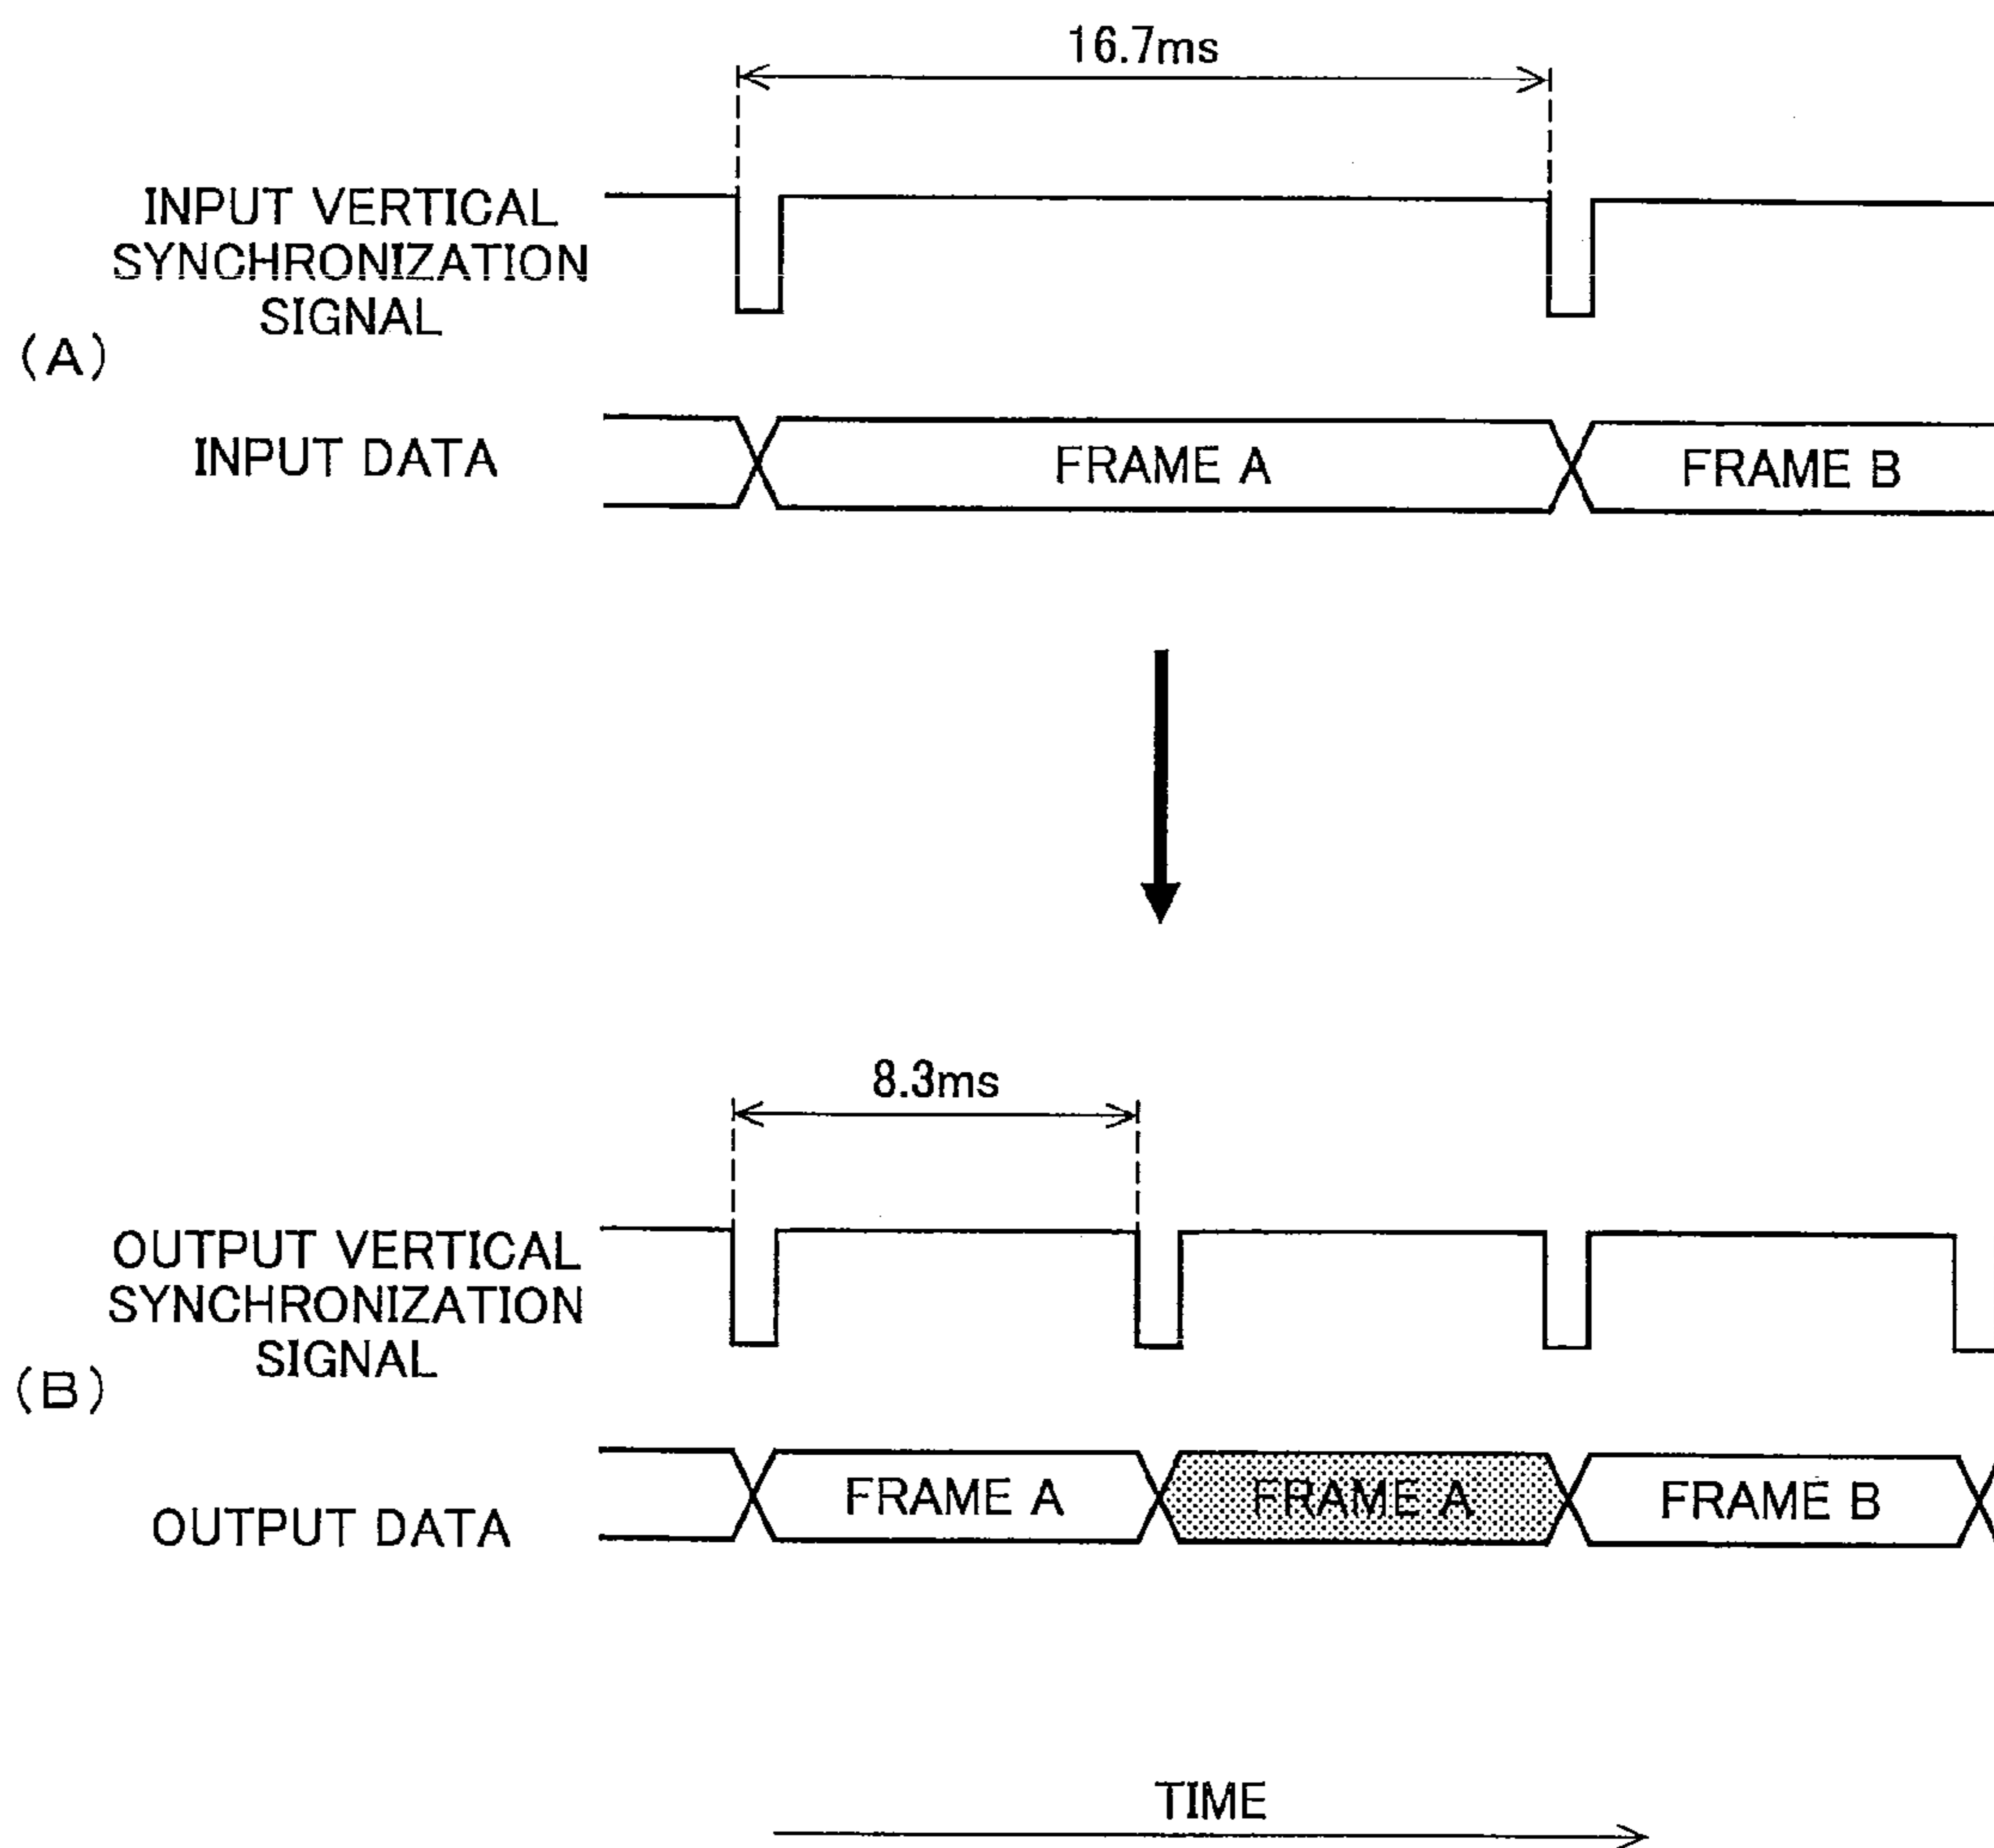 16.7ms
INPUT VERTICAL
SYNCHRONIZATION
SIGNAL
(A)
INPUT DATA
FRAME A
FRAME B
8.3ms
OUTPUT VERTICAL
SYNCHRONIZATION
SIGNAL
(B)
OUTPUT DATA
FRAME A
FRAME A
FRAME B
TIME